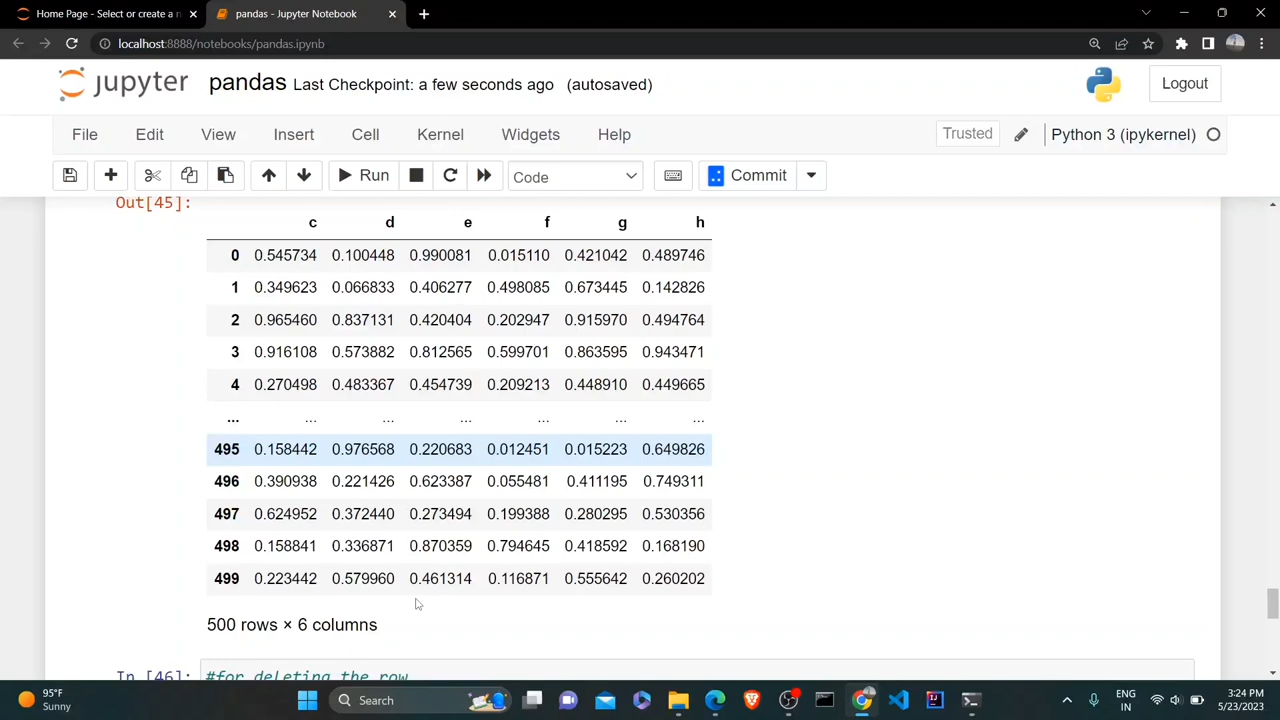 Home Page - Select or create a n
pandas - Jupyter Notebook
localhost:8888/notebooks/pandas.ipynb
jupyter pandas Last Checkpoint: a few seconds ago (autosaved)
Logout
File Edit View Insert Cell Kernel Widgets Help
Trusted
Python 3 (ipykernel)
Run
Code
Commit
Out[45]:
c d e f g h
0 0.545734 0.100448 0.990081 0.015110 0.421042 0.489746
1 0.349623 0.066833 0.406277 0.498085 0.673445 0.142826
2 0.965460 0.837131 0.420404 0.202947 0.915970 0.494764
3 0.916108 0.573882 0.812565 0.599701 0.863595 0.943471
4 0.270498 0.483367 0.454739 0.209213 0.448910 0.449665
... ... ... ... ... ... ...
495 0.158442 0.976568 0.220683 0.012451 0.015223 0.649826
496 0.390938 0.221426 0.623387 0.055481 0.411195 0.749311
497 0.624952 0.372440 0.273494 0.199388 0.280295 0.530356
498 0.158841 0.336871 0.870359 0.794645 0.418592 0.168190
499 0.223442 0.579960 0.461314 0.116871 0.555642 0.260202
500 rows × 6 columns
In [46]: #for deleting the row
95°F
Sunny
Search
ENG
IN
3:24 PM
5/23/2023